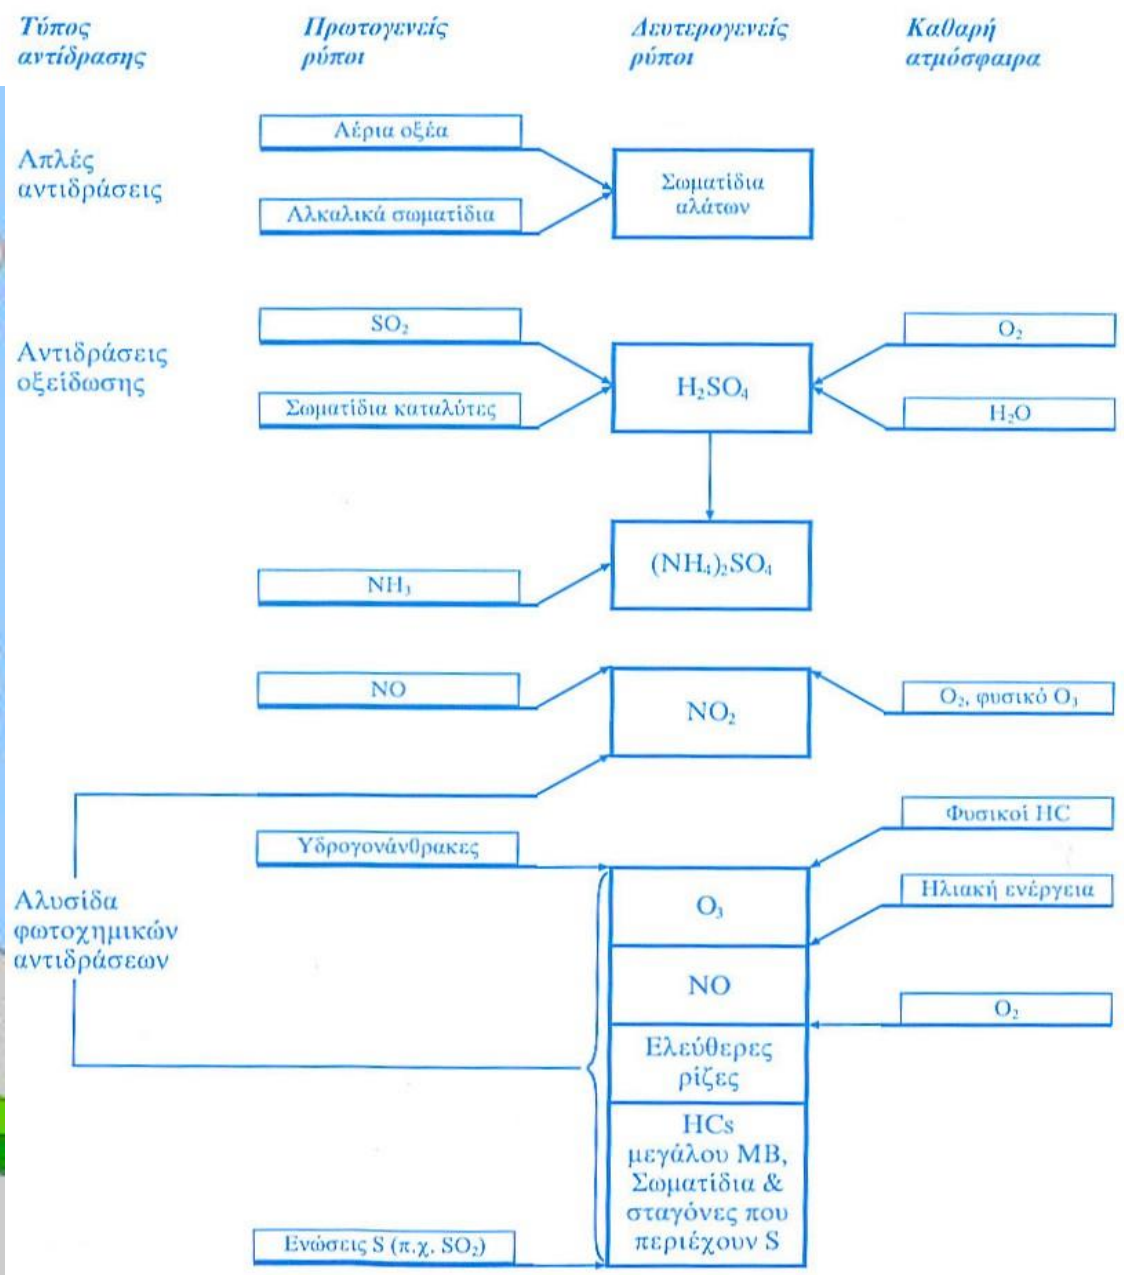 Τύπος
αντίδρασης
Πρωτογενείς
ρύποι
Δευτερογενείς
ρύποι
Καθαρή
ατμόσφαιρα
Απλές
αντιδράσεις
Αέρια οξέα
Αλκαλικά σωματίδια
Σωματίδια
αλάτων
Αντιδράσεις
οξείδωσης
SO₂
Σωματίδια καταλύτες
H₂SO₄
O₂
H₂O
NH₃
(NH₄)₂SO₄
NO
NO₂
O₂, φυσικό O₃
Αλυσίδα
φωτοχημικών
αντιδράσεων
Υδρογονάνθρακες
Ενώσεις S (π.χ. SO₂)
O₃
NO
Ελεύθερες
ρίζες
HCs
μεγάλου ΜΒ,
Σωματίδια &
σταγόνες που
περιέχουν S
Φυσικοί HC
Ηλιακή ενέργεια
O₂